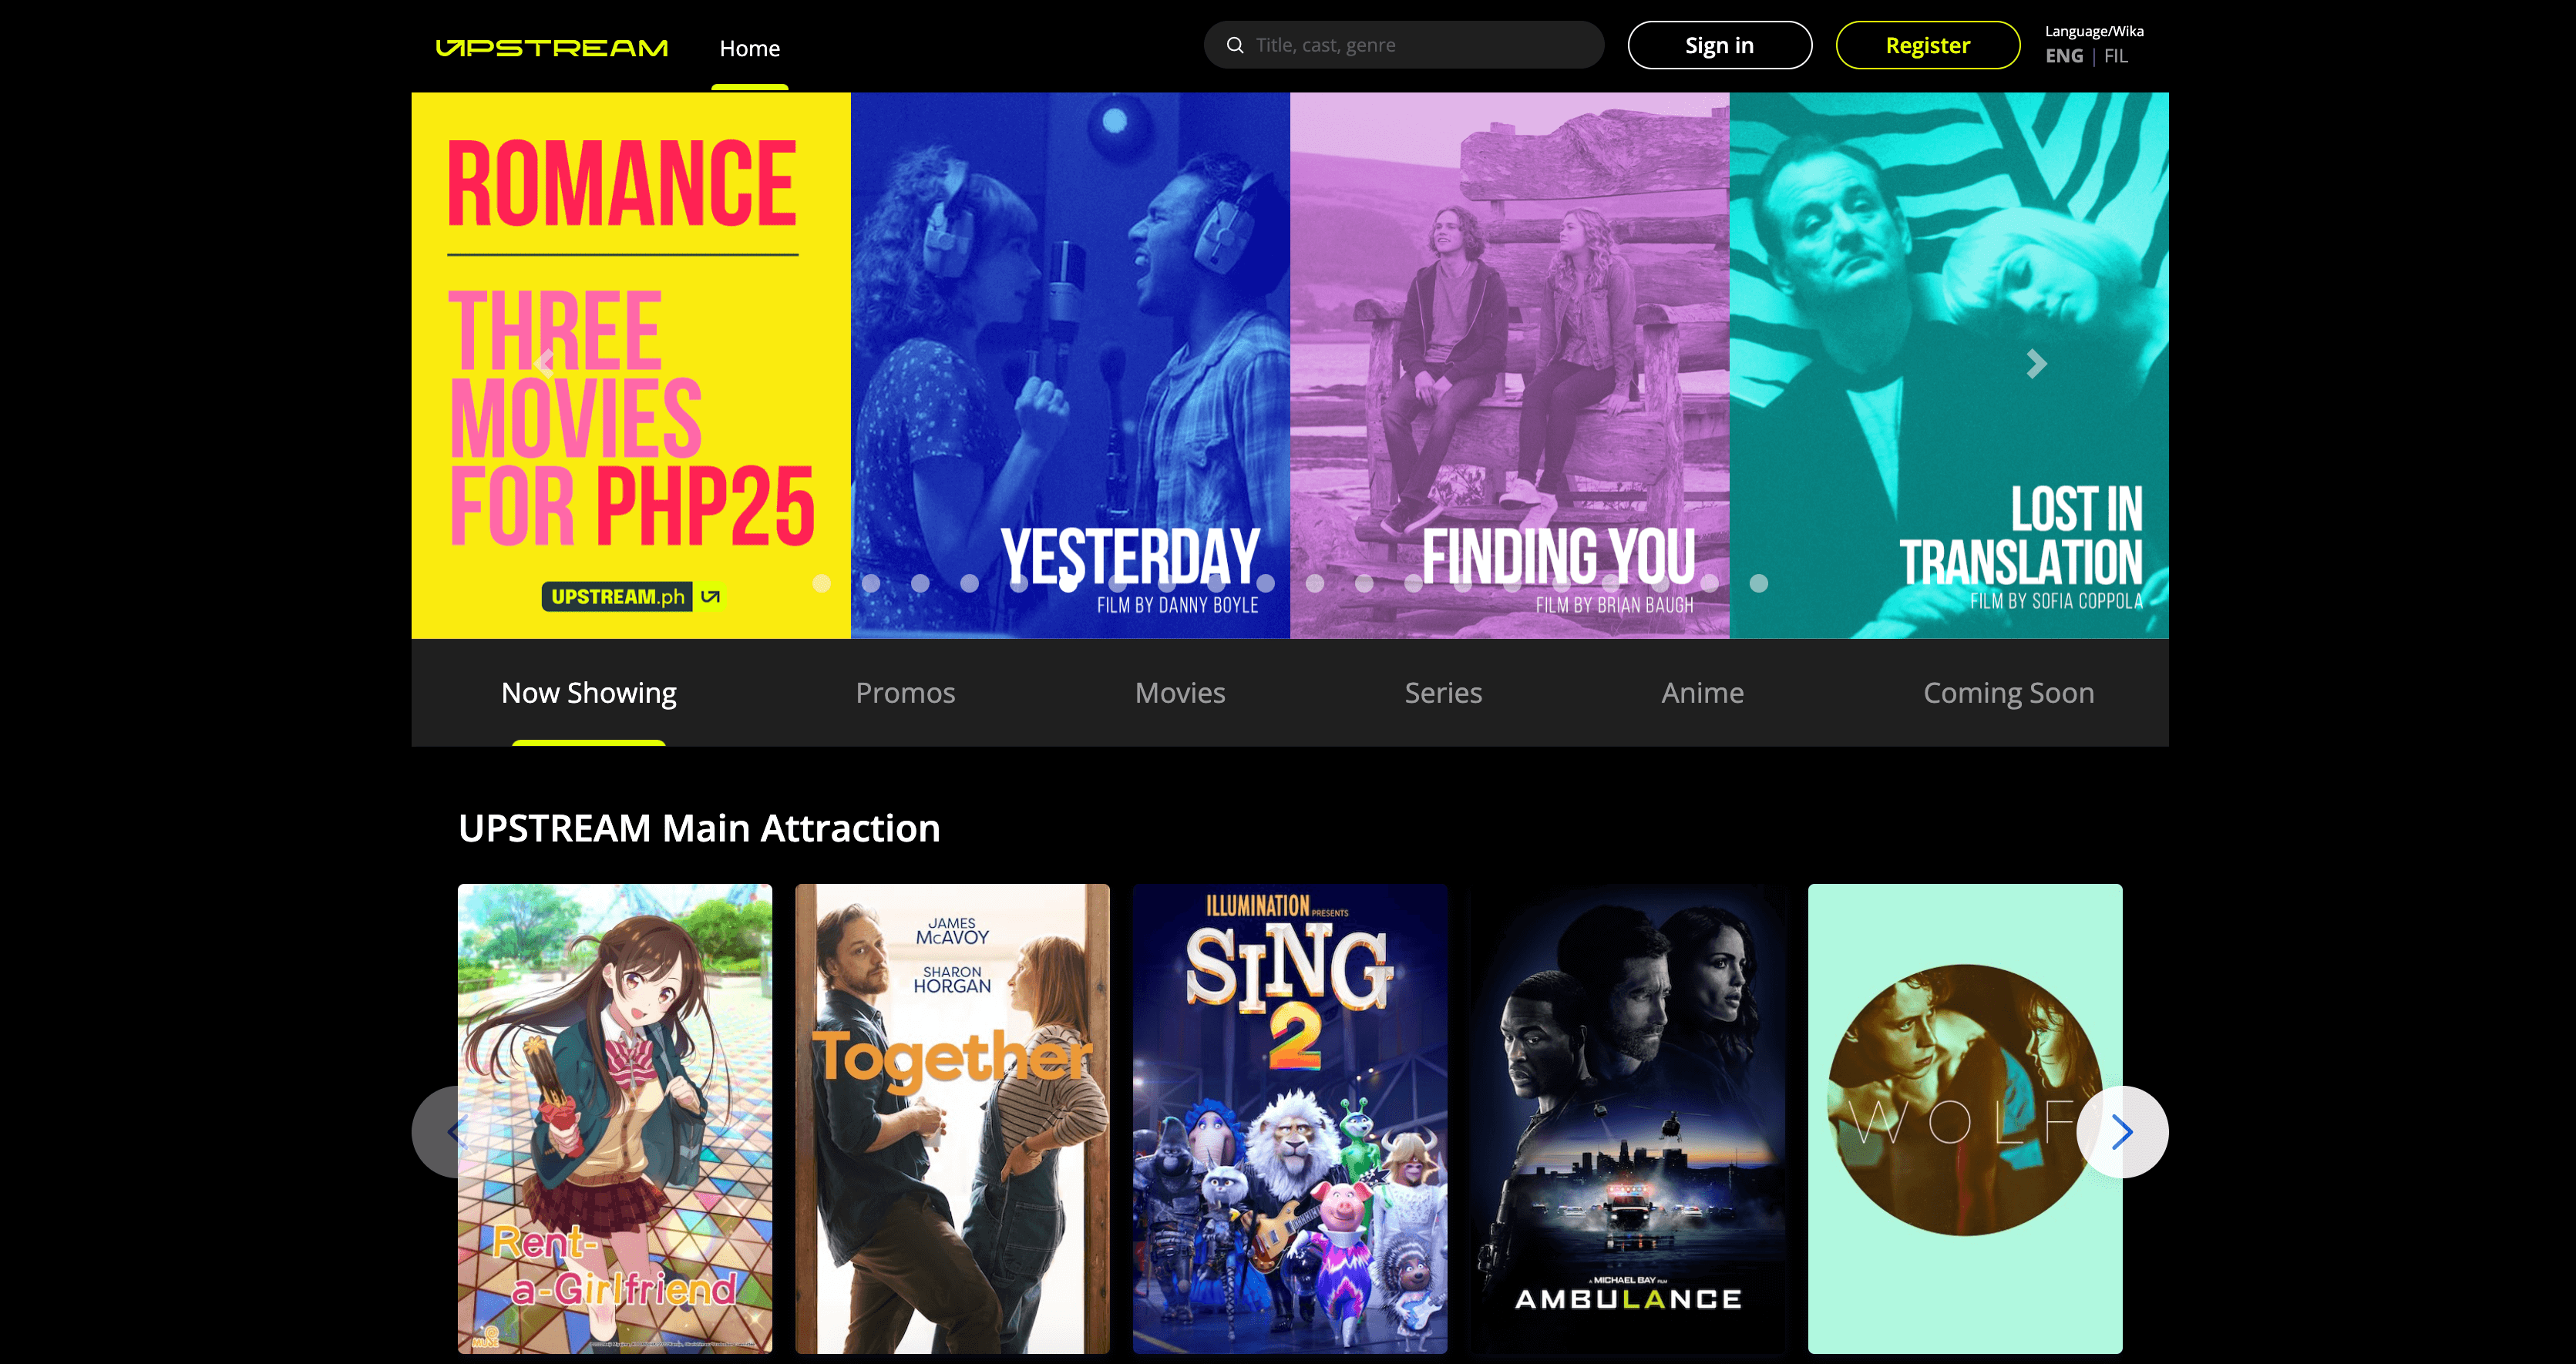 UPSTREAM
Home
Title, cast, genre
Sign in
Register
Language/Wika
ENG | FIL
ROMANCE
THREE
MOVIES
FOR PHP25
UPSTREAM.ph
YESTERDAY
FILM BY DANNY BOYLE
FINDING YOU
FILM BY BRIAN BAUGH
LOST IN
TRANSLATION
FILM BY SOFIA COPPOLA
Now Showing
Promos
Movies
Series
Anime
Coming Soon
UPSTREAM Main Attraction
Rent-
a-Girlfriend
MUSE
JAMES
McAVOY
SHARON
HORGAN
Together
ILLUMINATION PRESENTS
SING
2
A MICHAEL BAY FILM
AMBULANCE
WOLF